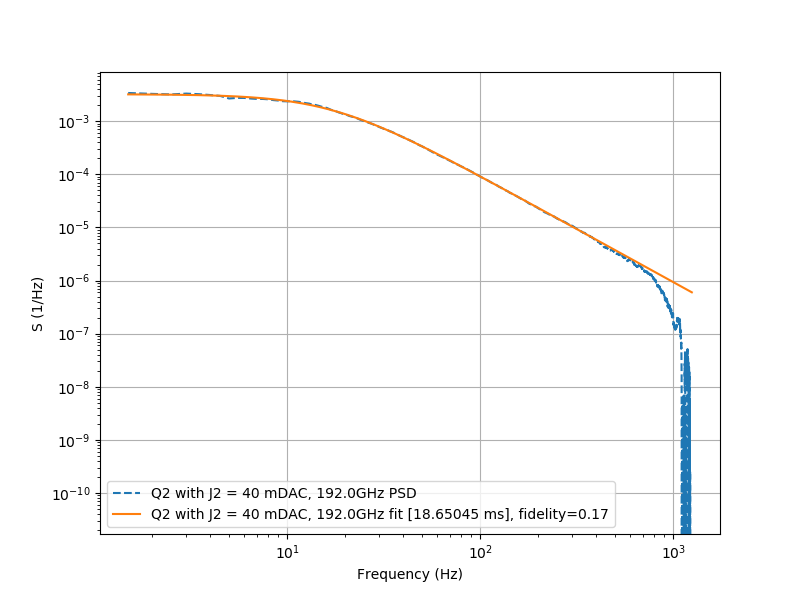 10⁻³
10⁻⁴
10⁻⁵
10⁻⁶
10⁻⁷
10⁻⁸
10⁻⁹
10⁻¹⁰
S (1/Hz)
Q2 with J2 = 40 mDAC, 192.0GHz PSD
Q2 with J2 = 40 mDAC, 192.0GHz fit [18.65045 ms], fidelity=0.17
10¹ 10² 10³
Frequency (Hz)